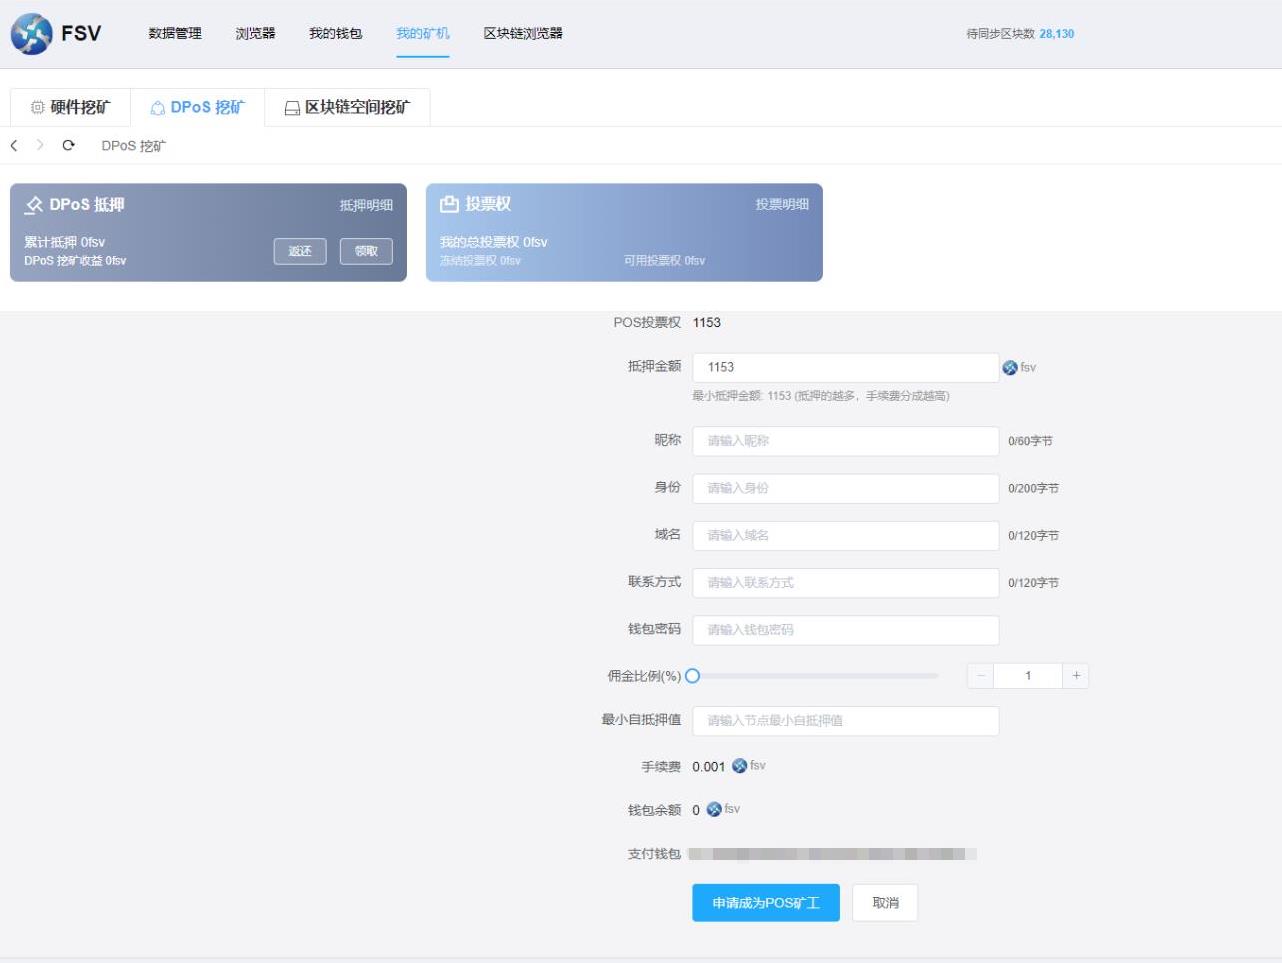 FSV 数据管理 浏览器 我的钱包 我的矿机 区块链浏览器 待同步区块数 28,130
硬件挖矿 DPoS 挖矿 区块链空间挖矿
DPoS 挖矿
DPoS 抵押 抵押明细
累计抵押 0fsv
DPoS 挖矿收益 0fsv
返还 领取
投票权 投票明细
我的总投票权 0fsv
冻结投票权 0fsv 可用投票权 0fsv
POS投票权 1153
抵押金额 1153 fsv
最小抵押金额: 1153 (抵押的越多，手续费分成越高)
昵称 请输入昵称 0/60字节
身份 请输入身份 0/200字节
域名 请输入域名 0/120字节
联系方式 请输入联系方式 0/120字节
钱包密码 请输入钱包密码
佣金比例(%) − 1 +
最小自抵押值 请输入节点最小自抵押值
手续费 0.001 fsv
钱包余额 0 fsv
支付钱包
申请成为POS矿工 取消